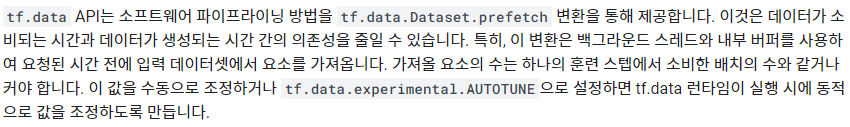 tf.data API는 소프트웨어 파이프라이닝 방법을 tf.data.Dataset.prefetch 변환을 통해 제공합니다. 이것은 데이터가 소
비되는 시간과 데이터가 생성되는 시간 간의 의존성을 줄일 수 있습니다. 특히, 이 변환은 백그라운드 스레드와 내부 버퍼를 사용하
여 요청된 시간 전에 입력 데이터셋에서 요소를 가져옵니다. 가져올 요소의 수는 하나의 훈련 스텝에서 소비한 배치의 수와 같거나
커야 합니다. 이 값을 수동으로 조정하거나 tf.data.experimental.AUTOTUNE으로 설정하면 tf.data 런타임이 실행 시에 동적
으로 값을 조정하도록 만듭니다.